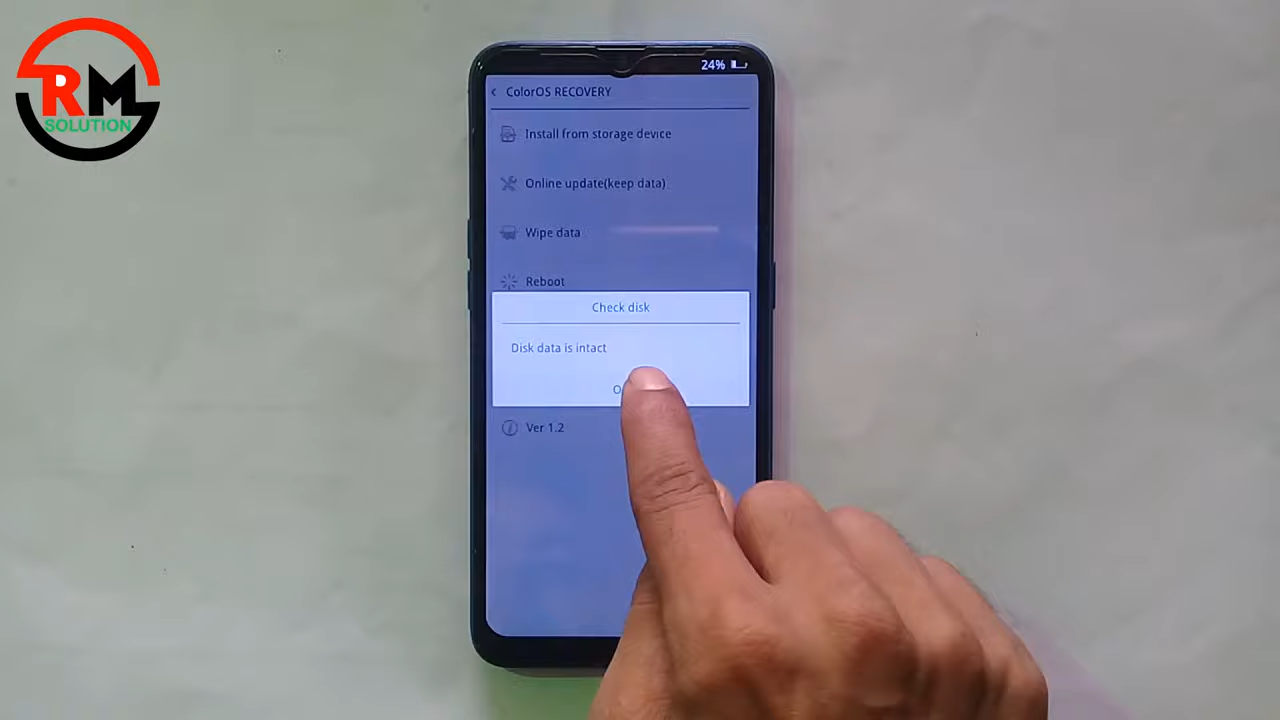 RM
SOLUTION
24%
ColorOS RECOVERY
Install from storage device
Online update(keep data)
Wipe data
Reboot
Check disk
Disk data is intact
Ver 1.2